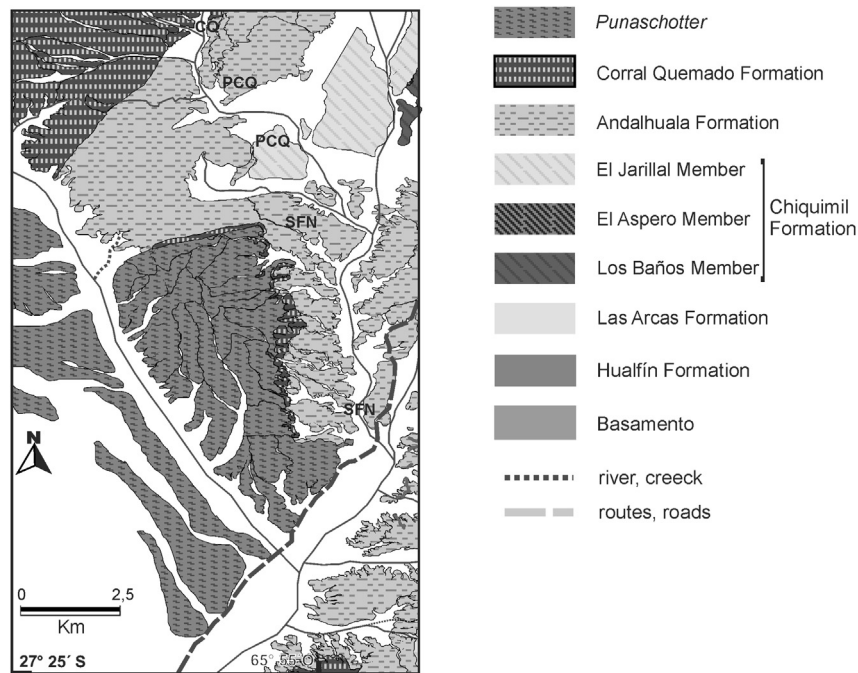 CQ
PCQ
PCQ
SFN
SFN
N
0 2,5
Km
27° 25´ S
65° 55 O
Punaschotter
Corral Quemado Formation
Andalhuala Formation
El Jarillal Member
El Aspero Member
Los Baños Member
Chiquimil
Formation
Las Arcas Formation
Hualfín Formation
Basamento
river, creeck
routes, roads